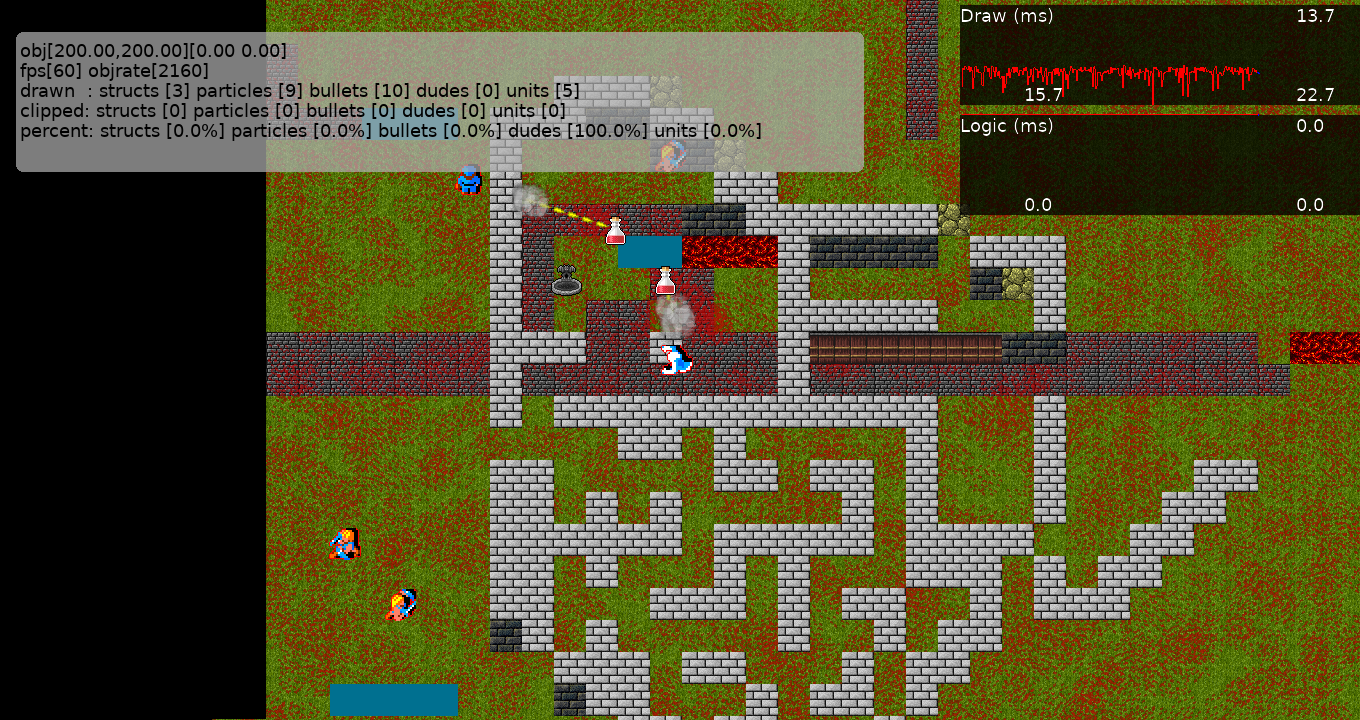 obj[200.00,200.00][0.00 0.00]
fps[60] objrate[2160]
drawn  : structs [3] particles [9] bullets [10] dudes [0] units [5]
clipped: structs [0] particles [0] bullets [0] dudes [0] units [0]
percent: structs [0.0%] particles [0.0%] bullets [0.0%] dudes [100.0%] units [0.0%]
Draw (ms) 13.7
15.7 22.7
Logic (ms) 0.0
0.0 0.0